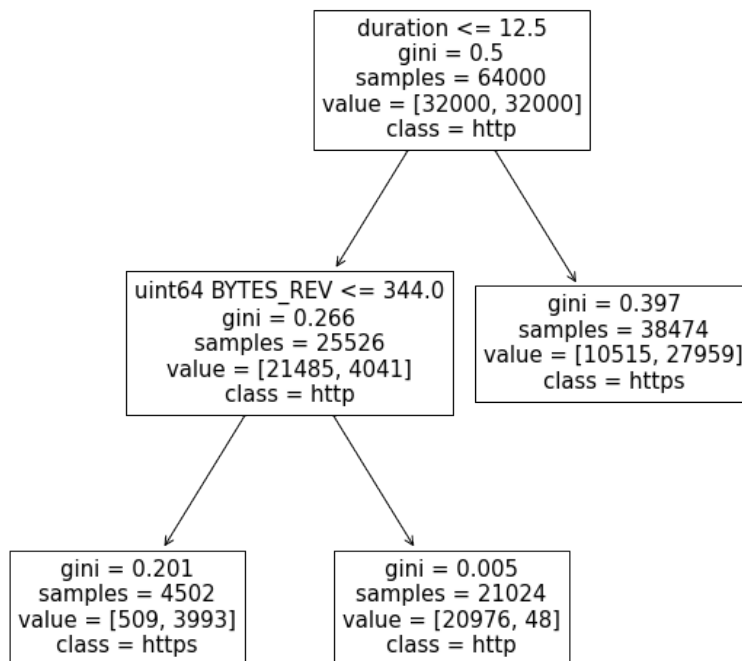 duration <= 12.5
gini = 0.5
samples = 64000
value = [32000, 32000]
class = http
uint64 BYTES_REV <= 344.0
gini = 0.266
samples = 25526
value = [21485, 4041]
class = http
gini = 0.397
samples = 38474
value = [10515, 27959]
class = https
gini = 0.201
samples = 4502
value = [509, 3993]
class = https
gini = 0.005
samples = 21024
value = [20976, 48]
class = http